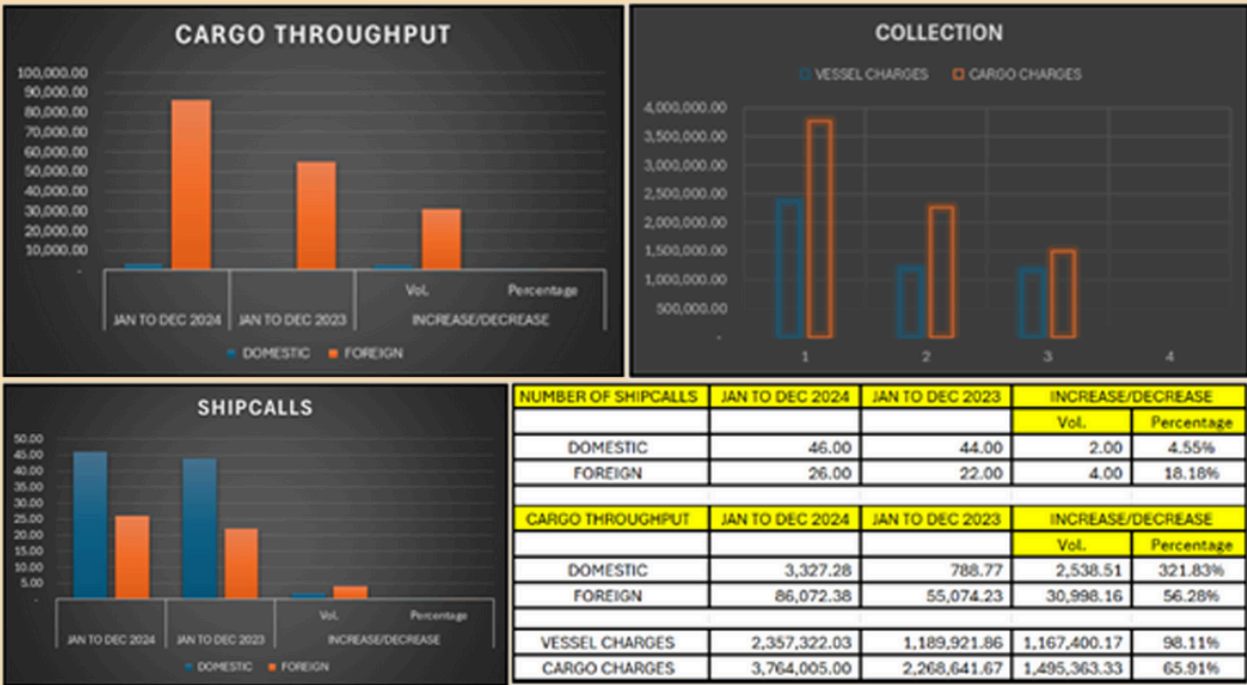 CARGO THROUGHPUT
100,000.00
90,000.00
80,000.00
70,000.00
60,000.00
50,000.00
40,000.00
30,000.00
20,000.00
10,000.00
-
Vol. Percentage
JAN TO DEC 2024 JAN TO DEC 2023 INCREASE/DECREASE
DOMESTIC FOREIGN
COLLECTION
VESSEL CHARGES CARGO CHARGES
4,000,000.00
3,500,000.00
3,000,000.00
2,500,000.00
2,000,000.00
1,500,000.00
1,000,000.00
500,000.00
-
1 2 3 4
SHIPCALLS
50.00
45.00
40.00
35.00
30.00
25.00
20.00
15.00
10.00
5.00
-
Vol. Percentage
JAN TO DEC 2024 JAN TO DEC 2023 INCREASE/DECREASE
DOMESTIC FOREIGN
NUMBER OF SHIPCALLS JAN TO DEC 2024 JAN TO DEC 2023 INCREASE/DECREASE
Vol. Percentage
DOMESTIC 46.00 44.00 2.00 4.55%
FOREIGN 26.00 22.00 4.00 18.18%
CARGO THROUGHPUT JAN TO DEC 2024 JAN TO DEC 2023 INCREASE/DECREASE
Vol. Percentage
DOMESTIC 3,327.28 788.77 2,538.51 321.83%
FOREIGN 86,072.38 55,074.23 30,998.16 56.28%
VESSEL CHARGES 2,357,322.03 1,189,921.86 1,167,400.17 98.11%
CARGO CHARGES 3,764,005.00 2,268,641.67 1,495,363.33 65.91%